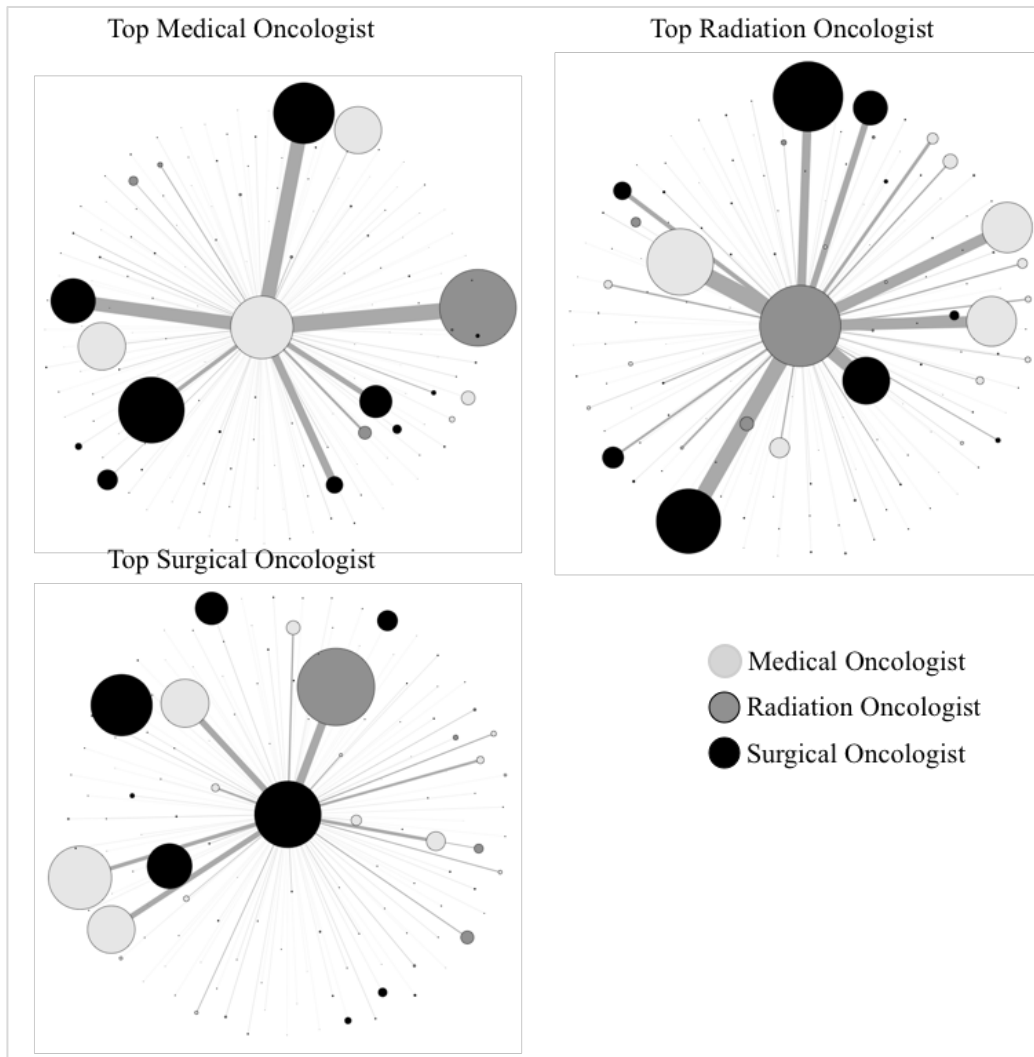 Top Medical Oncologist
Top Radiation Oncologist
Top Surgical Oncologist
Medical Oncologist
Radiation Oncologist
Surgical Oncologist